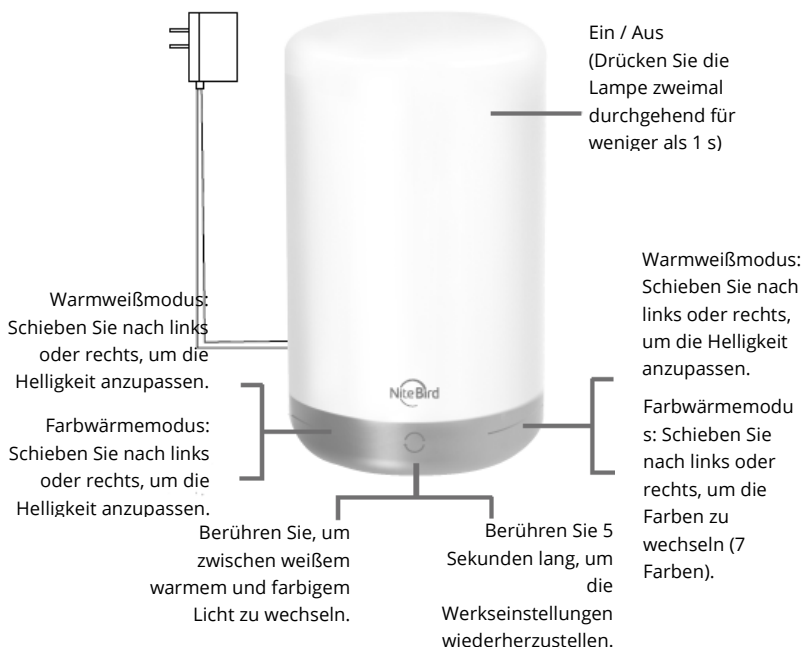 Ein / Aus
(Drücken Sie die
Lampe zweimal
durchgehend für
weniger als 1 s)
Warmweißmodus:
Schieben Sie nach links
oder rechts, um die
Helligkeit anzupassen.
Farbwärmemodus:
Schieben Sie nach links
oder rechts, um die
Helligkeit anzupassen.
NiteBird
Warmweißmodus:
Schieben Sie nach
links oder rechts,
um die Helligkeit
anzupassen.
Farbwärmemodu
s: Schieben Sie
nach links oder
rechts, um die
Farben zu
wechseln (7
Farben).
Berühren Sie, um
zwischen weißem
warmem und farbigem
Licht zu wechseln.
Berühren Sie 5
Sekunden lang, um
die
Werkseinstellungen
wiederherzustellen.